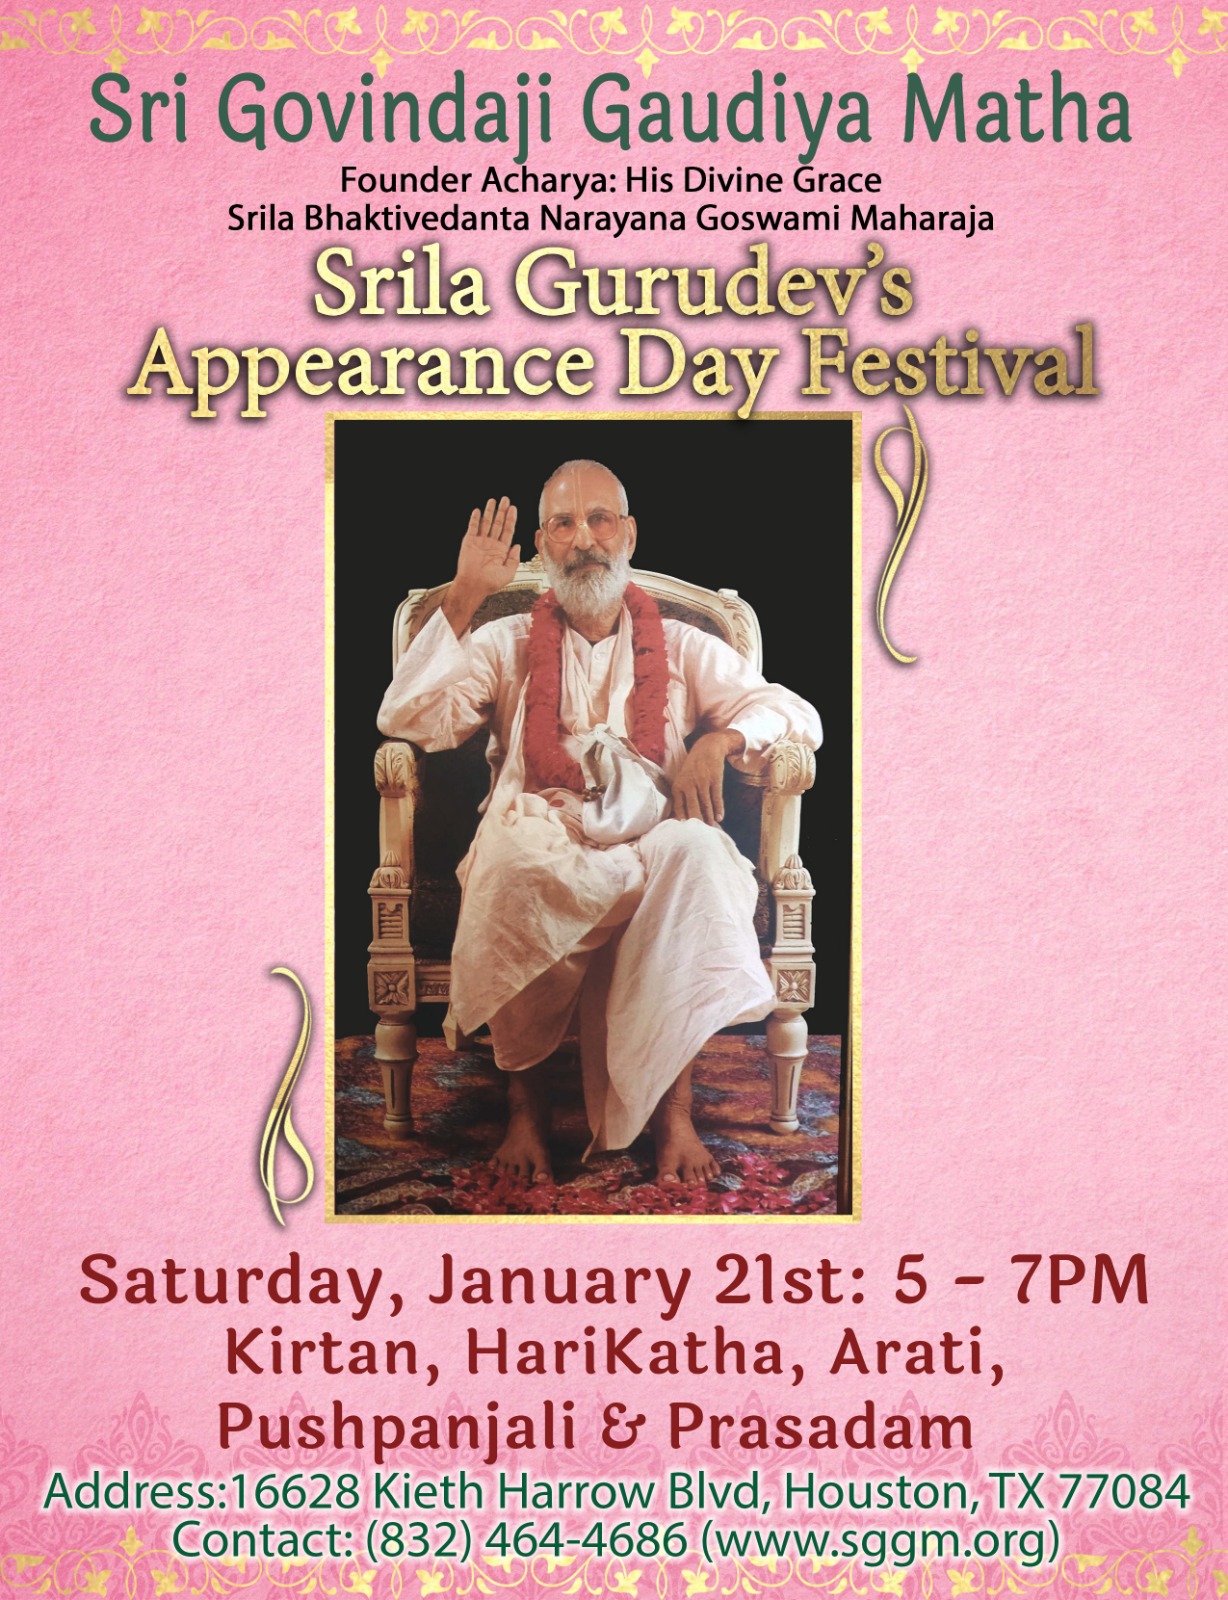 Sri Govindaji Gaudiya Matha
Founder Acharya: His Divine Grace
Srila Bhaktivedanta Narayana Goswami Maharaja
Srila Gurudev's
Appearance Day Festival
Saturday, January 21st: 5 - 7PM
Kirtan, HariKatha, Arati,
Pushpanjali & Prasadam
Address:16628 Kieth Harrow Blvd, Houston, TX 77084
Contact: (832) 464-4686 (www.sggm.org)